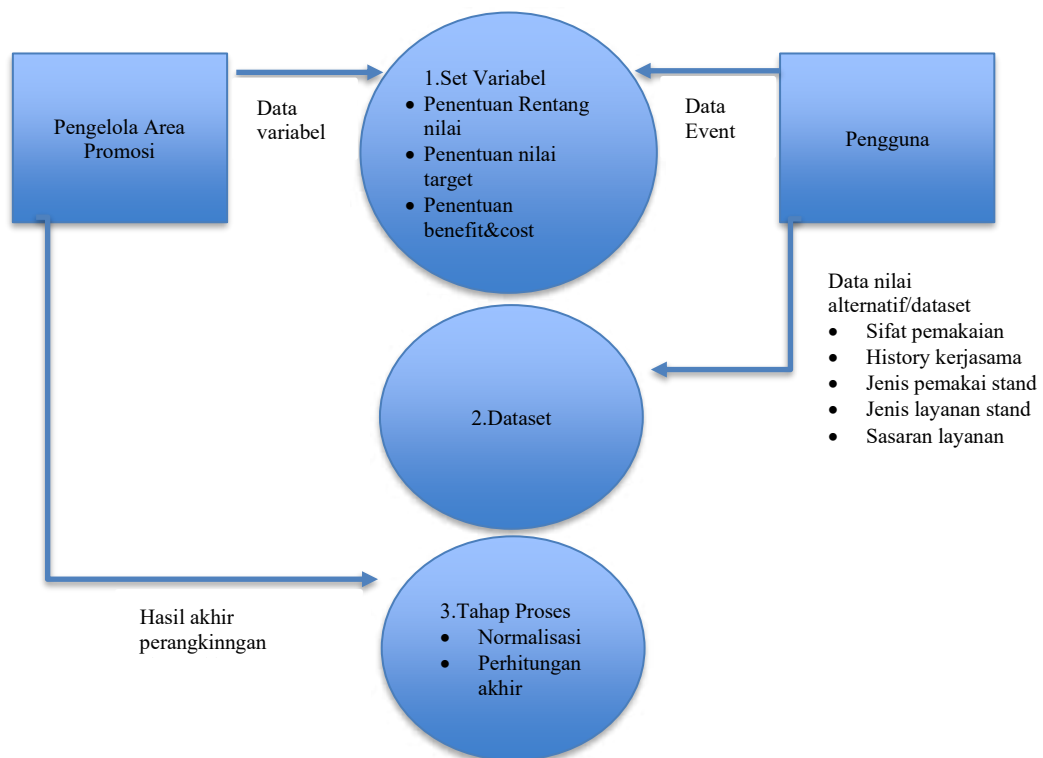 Pengelola Area
Promosi
Data
variabel
1.Set Variabel
• Penentuan Rentang
nilai
• Penentuan nilai
target
• Penentuan
benefit&cost
Data
Event
Pengguna
Data nilai
alternatif/dataset
• Sifat pemakaian
• History kerjasama
• Jenis pemakai stand
• Jenis layanan stand
• Sasaran layanan
2.Dataset
Hasil akhir
perangkinngan
3.Tahap Proses
• Normalisasi
• Perhitungan
akhir